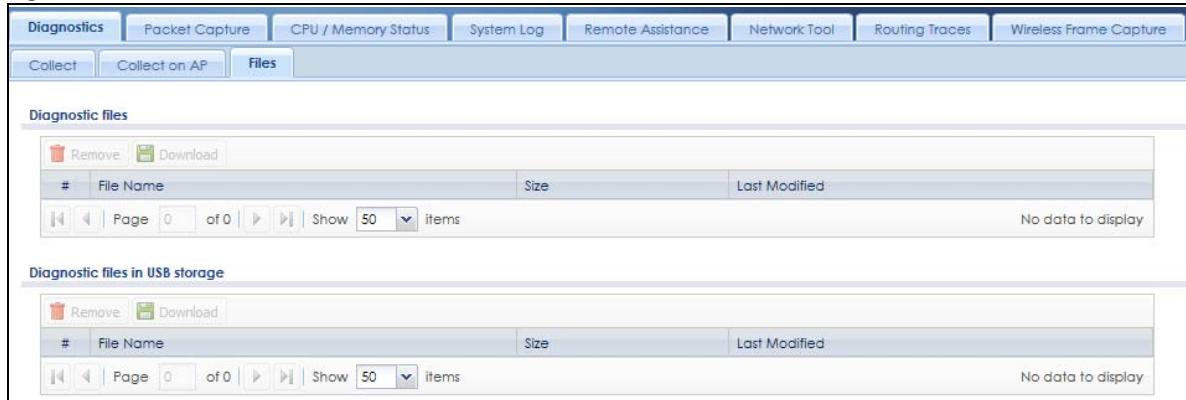 Diagnostics Packet Capture CPU / Memory Status System Log Remote Assistance Network Tool Routing Traces Wireless Frame Capture
Collect Collect on AP Files
Diagnostic files
Remove Download
# File Name Size Last Modified
Page 0 of 0 Show 50 items No data to display
Diagnostic files in USB storage
Remove Download
# File Name Size Last Modified
Page 0 of 0 Show 50 items No data to display